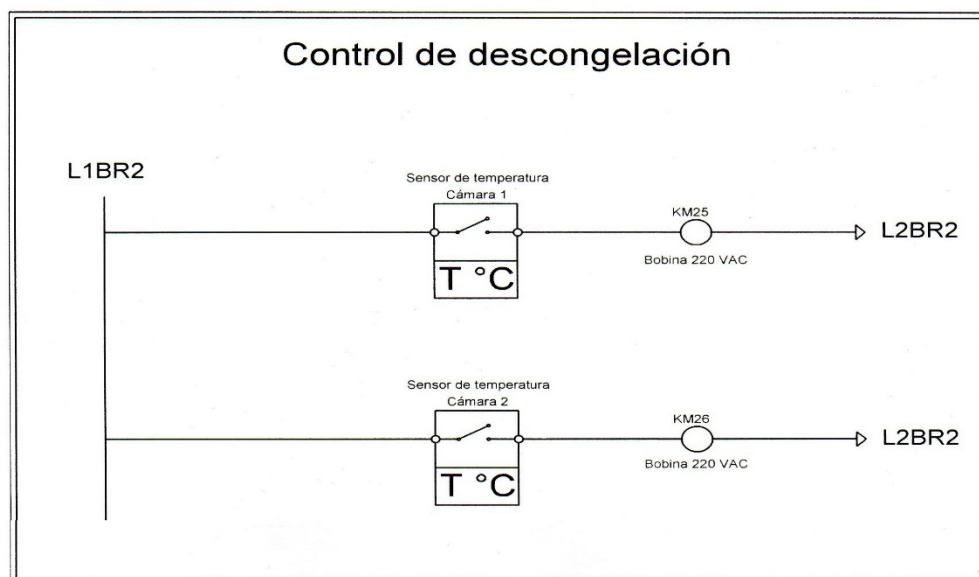 Control de descongelación
L1BR2
Sensor de temperatura
Cámara 1
T °C
KM25
Bobina 220 VAC
L2BR2
Sensor de temperatura
Cámara 2
T °C
KM26
Bobina 220 VAC
L2BR2